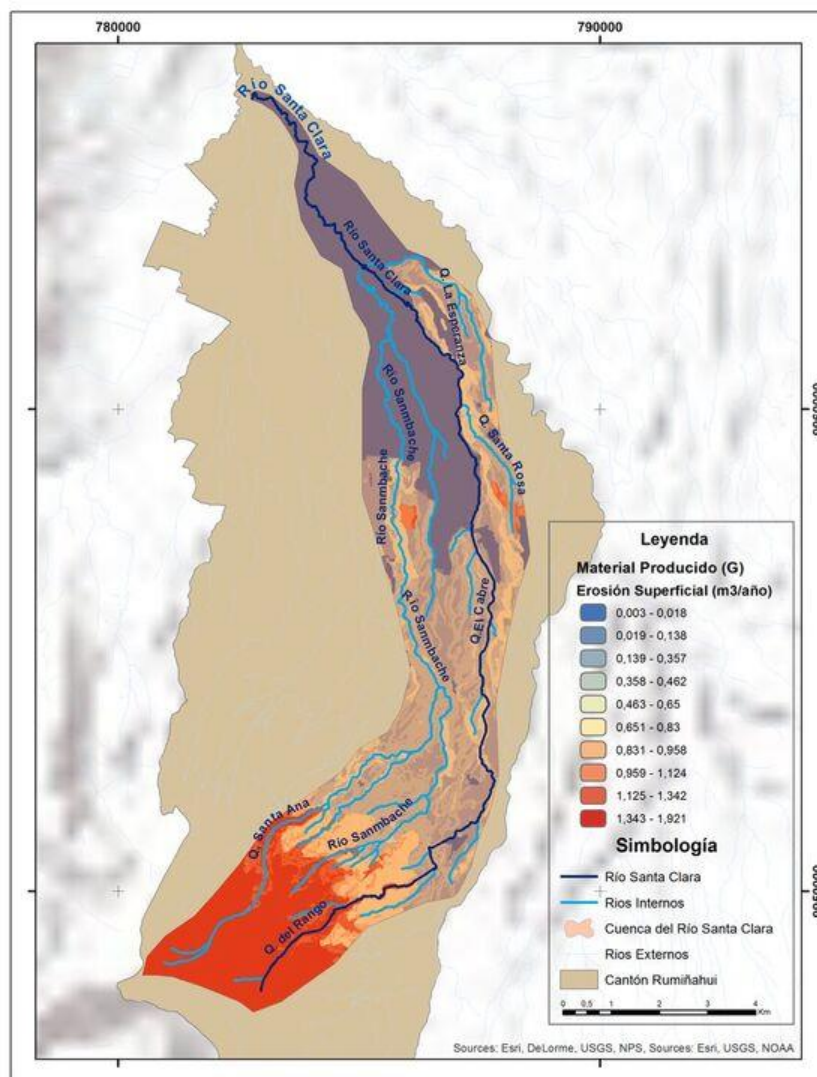 780000
790000
Río Santa Clara
Río Santa Clara
Q. La Esperanza
Río Sanmbache
9960000
Q. Santa Rosa
Río Sanmbache
Leyenda
Material Producido (G)
Erosión Superficial (m3/año)
0,003 - 0,018
0,019 - 0,138
0,139 - 0,357
0,358 - 0,462
0,463 - 0,65
0,651 - 0,83
0,831 - 0,958
0,959 - 1,124
1,125 - 1,342
1,343 - 1,921
Q.El Cabre
Río Sanmbache
Q. Santa Ana
Río Sanmbache
Simbología
Río Santa Clara
Rios Internos
Cuenca del Río Santa Clara
Ríos Externos
Cantón Rumiñahui
9950000
Q. del Rango
0 0,5 1 2 3 4
Km
Sources: Esri, DeLorme, USGS, NPS, Sources: Esri, USGS, NOAA